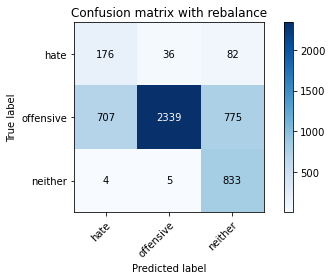 Confusion matrix with rebalance
hate 176 36 82
offensive 707 2339 775
neither 4 5 833
hate offensive neither
True label
Predicted label
2000
1500
1000
500